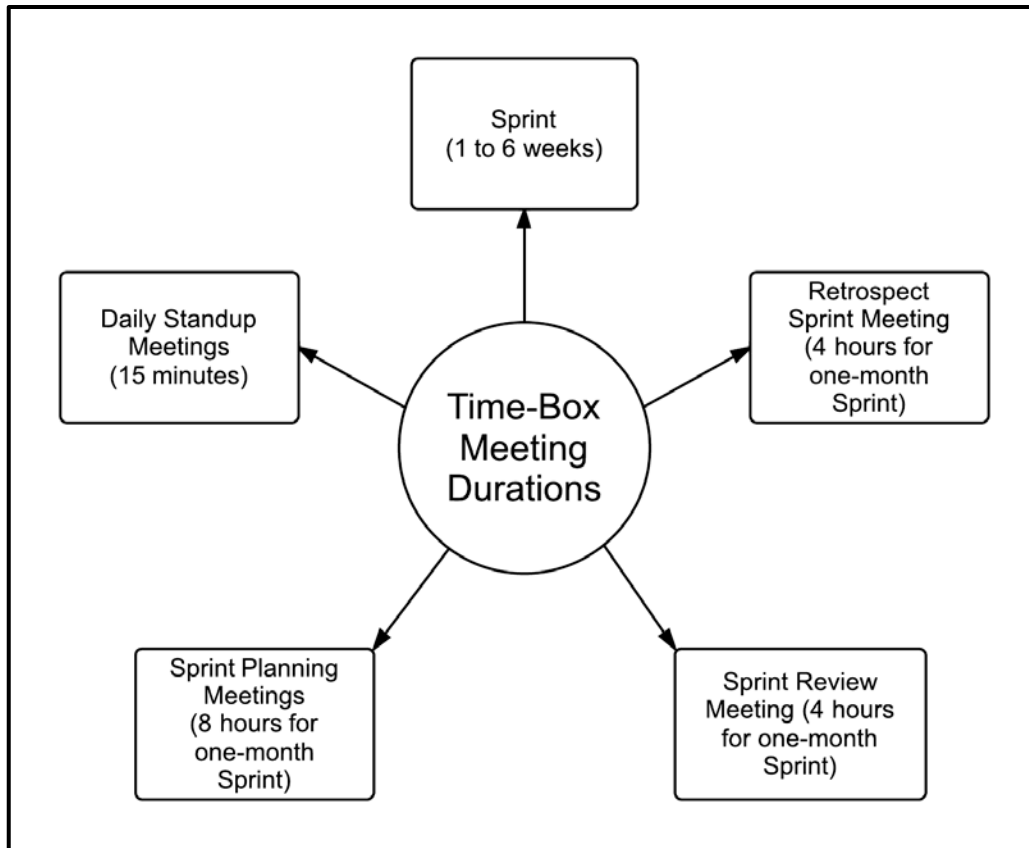 Sprint
(1 to 6 weeks)
Daily Standup
Meetings
(15 minutes)
Retrospect
Sprint Meeting
(4 hours for
one-month
Sprint)
Time-Box
Meeting
Durations
Sprint Planning
Meetings
(8 hours for
one-month
Sprint)
Sprint Review
Meeting (4 hours
for one-month
Sprint)